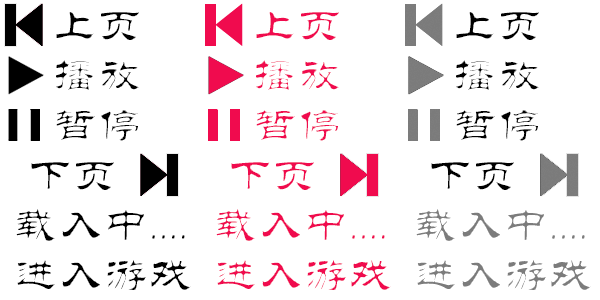 上页 上页 上页
播放 播放 播放
暂停 暂停 暂停
下页 下页 下页
载入中.... 载入中.... 载入中....
进入游戏 进入游戏 进入游戏